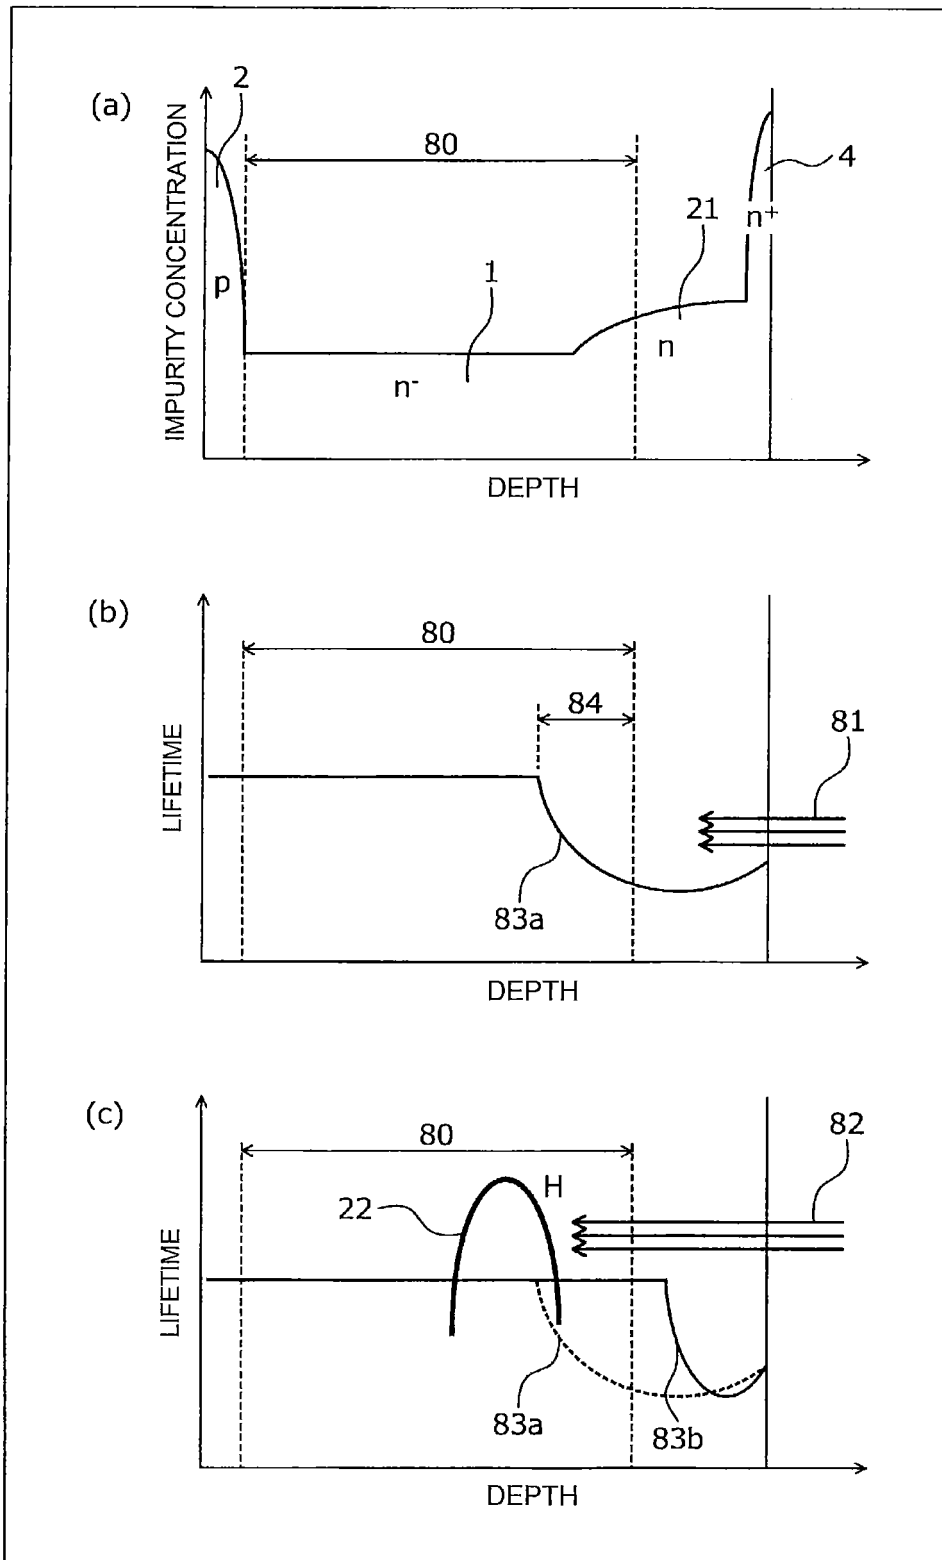 (a)
2
80
4
n+
21
1
p
n
n-
IMPURITY CONCENTRATION
DEPTH
(b)
80
84
81
LIFETIME
83a
DEPTH
(c)
80
82
H
22
LIFETIME
83a
83b
DEPTH